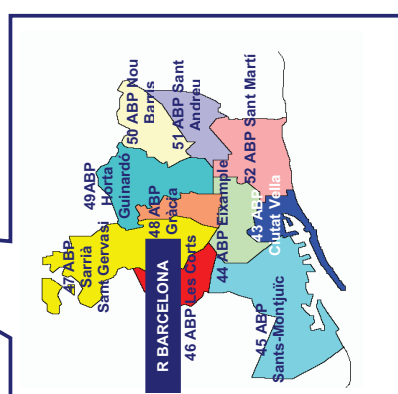 R BARCELONA
47 ABP
Sarrià
Sant Gervasi
46 ABP Les Corts
45 ABP
Sants-Montjuïc
49ABP
Horta
Guinardó
48 ABP
Gràcia
44 ABP Eixample
43 ABP
Ciutat Vella
50 ABP Nou
Barris
51 ABP Sant
Andreu
52 ABP Sant Martí